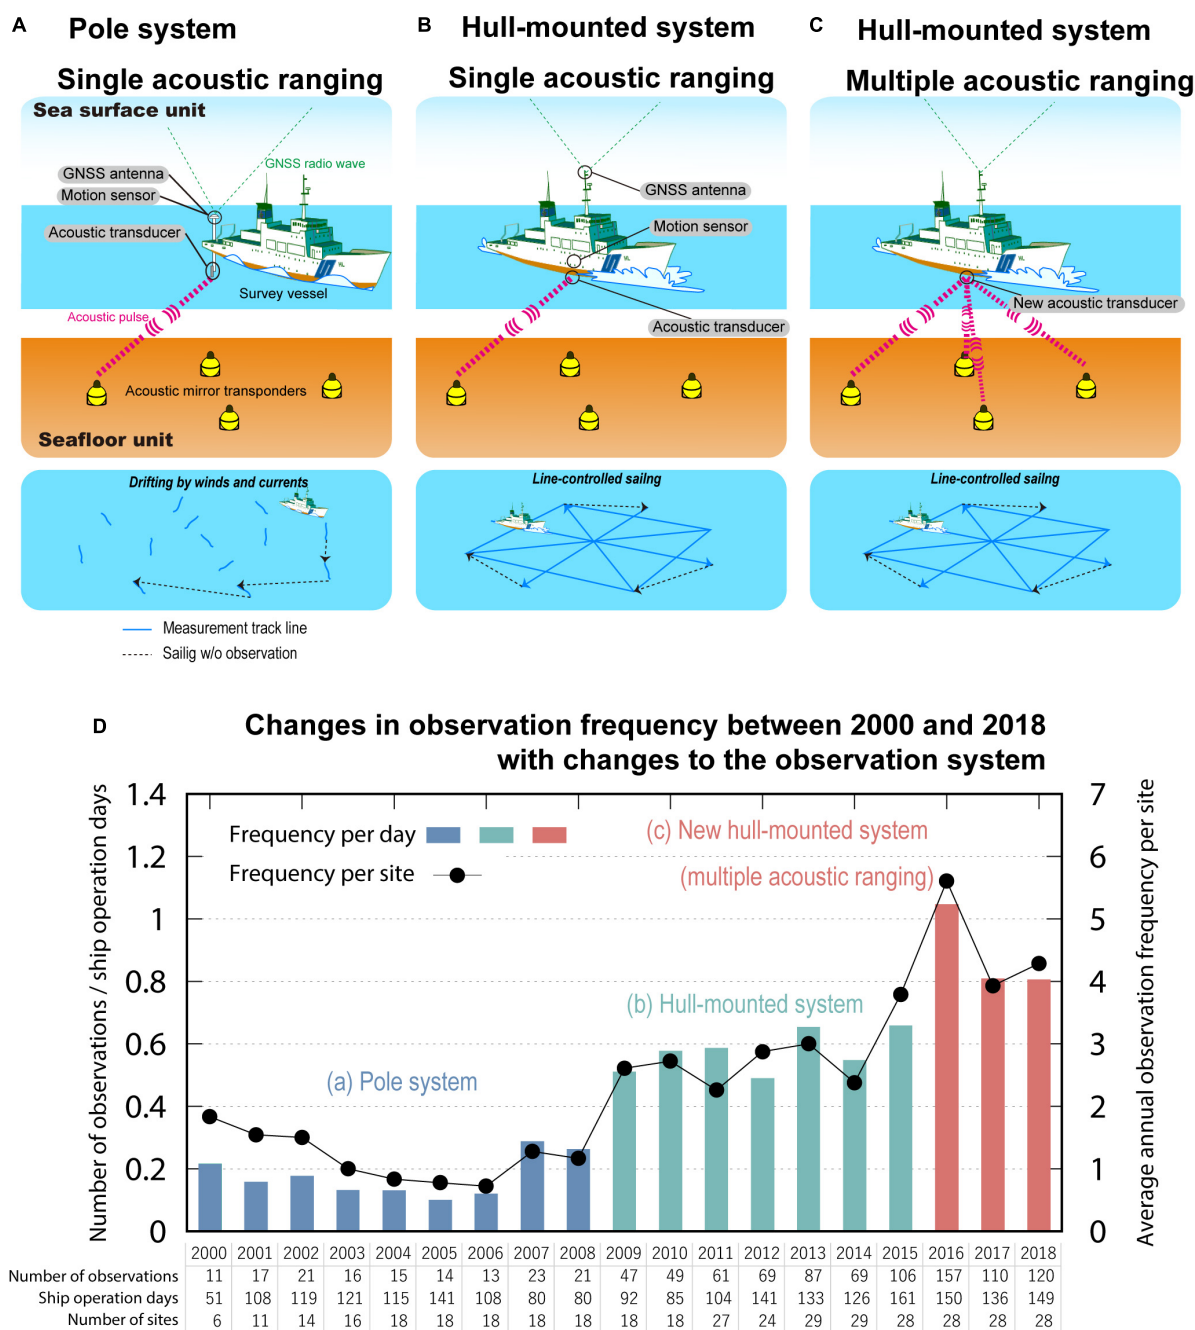 A Pole system
Single acoustic ranging
Sea surface unit
GNSS radio wave
GNSS antenna
Motion sensor
Acoustic transducer
Survey vessel
Acoustic pulse
Acoustic mirror transponders
Seafloor unit
Drifting by winds and currents
Measurement track line
Sailig w/o observation
B Hull-mounted system
Single acoustic ranging
GNSS antenna
Motion sensor
Acoustic transducer
Line-controlled sailng
C Hull-mounted system
Multiple acoustic ranging
New acoustic transducer
Line-controlled sailng
D Changes in observation frequency between 2000 and 2018
with changes to the observation system
Number of observations / ship operation days
1.4
1.2
1
0.8
0.6
0.4
0.2
0
Frequency per day
Frequency per site
(a) Pole system
(b) Hull-mounted system
(c) New hull-mounted system
(multiple acoustic ranging)
7
6
5
4
3
2
1
0
Average annual observation frequency per site
2000 2001 2002 2003 2004 2005 2006 2007 2008 2009 2010 2011 2012 2013 2014 2015 2016 2017 2018
Number of observations 11 17 21 16 15 14 13 23 21 47 49 61 69 87 69 106 157 110 120
Ship operation days 51 108 119 121 115 141 108 80 80 92 85 104 141 133 126 161 150 136 149
Number of sites 6 11 14 16 18 18 18 18 18 18 18 27 24 29 29 28 28 28 28